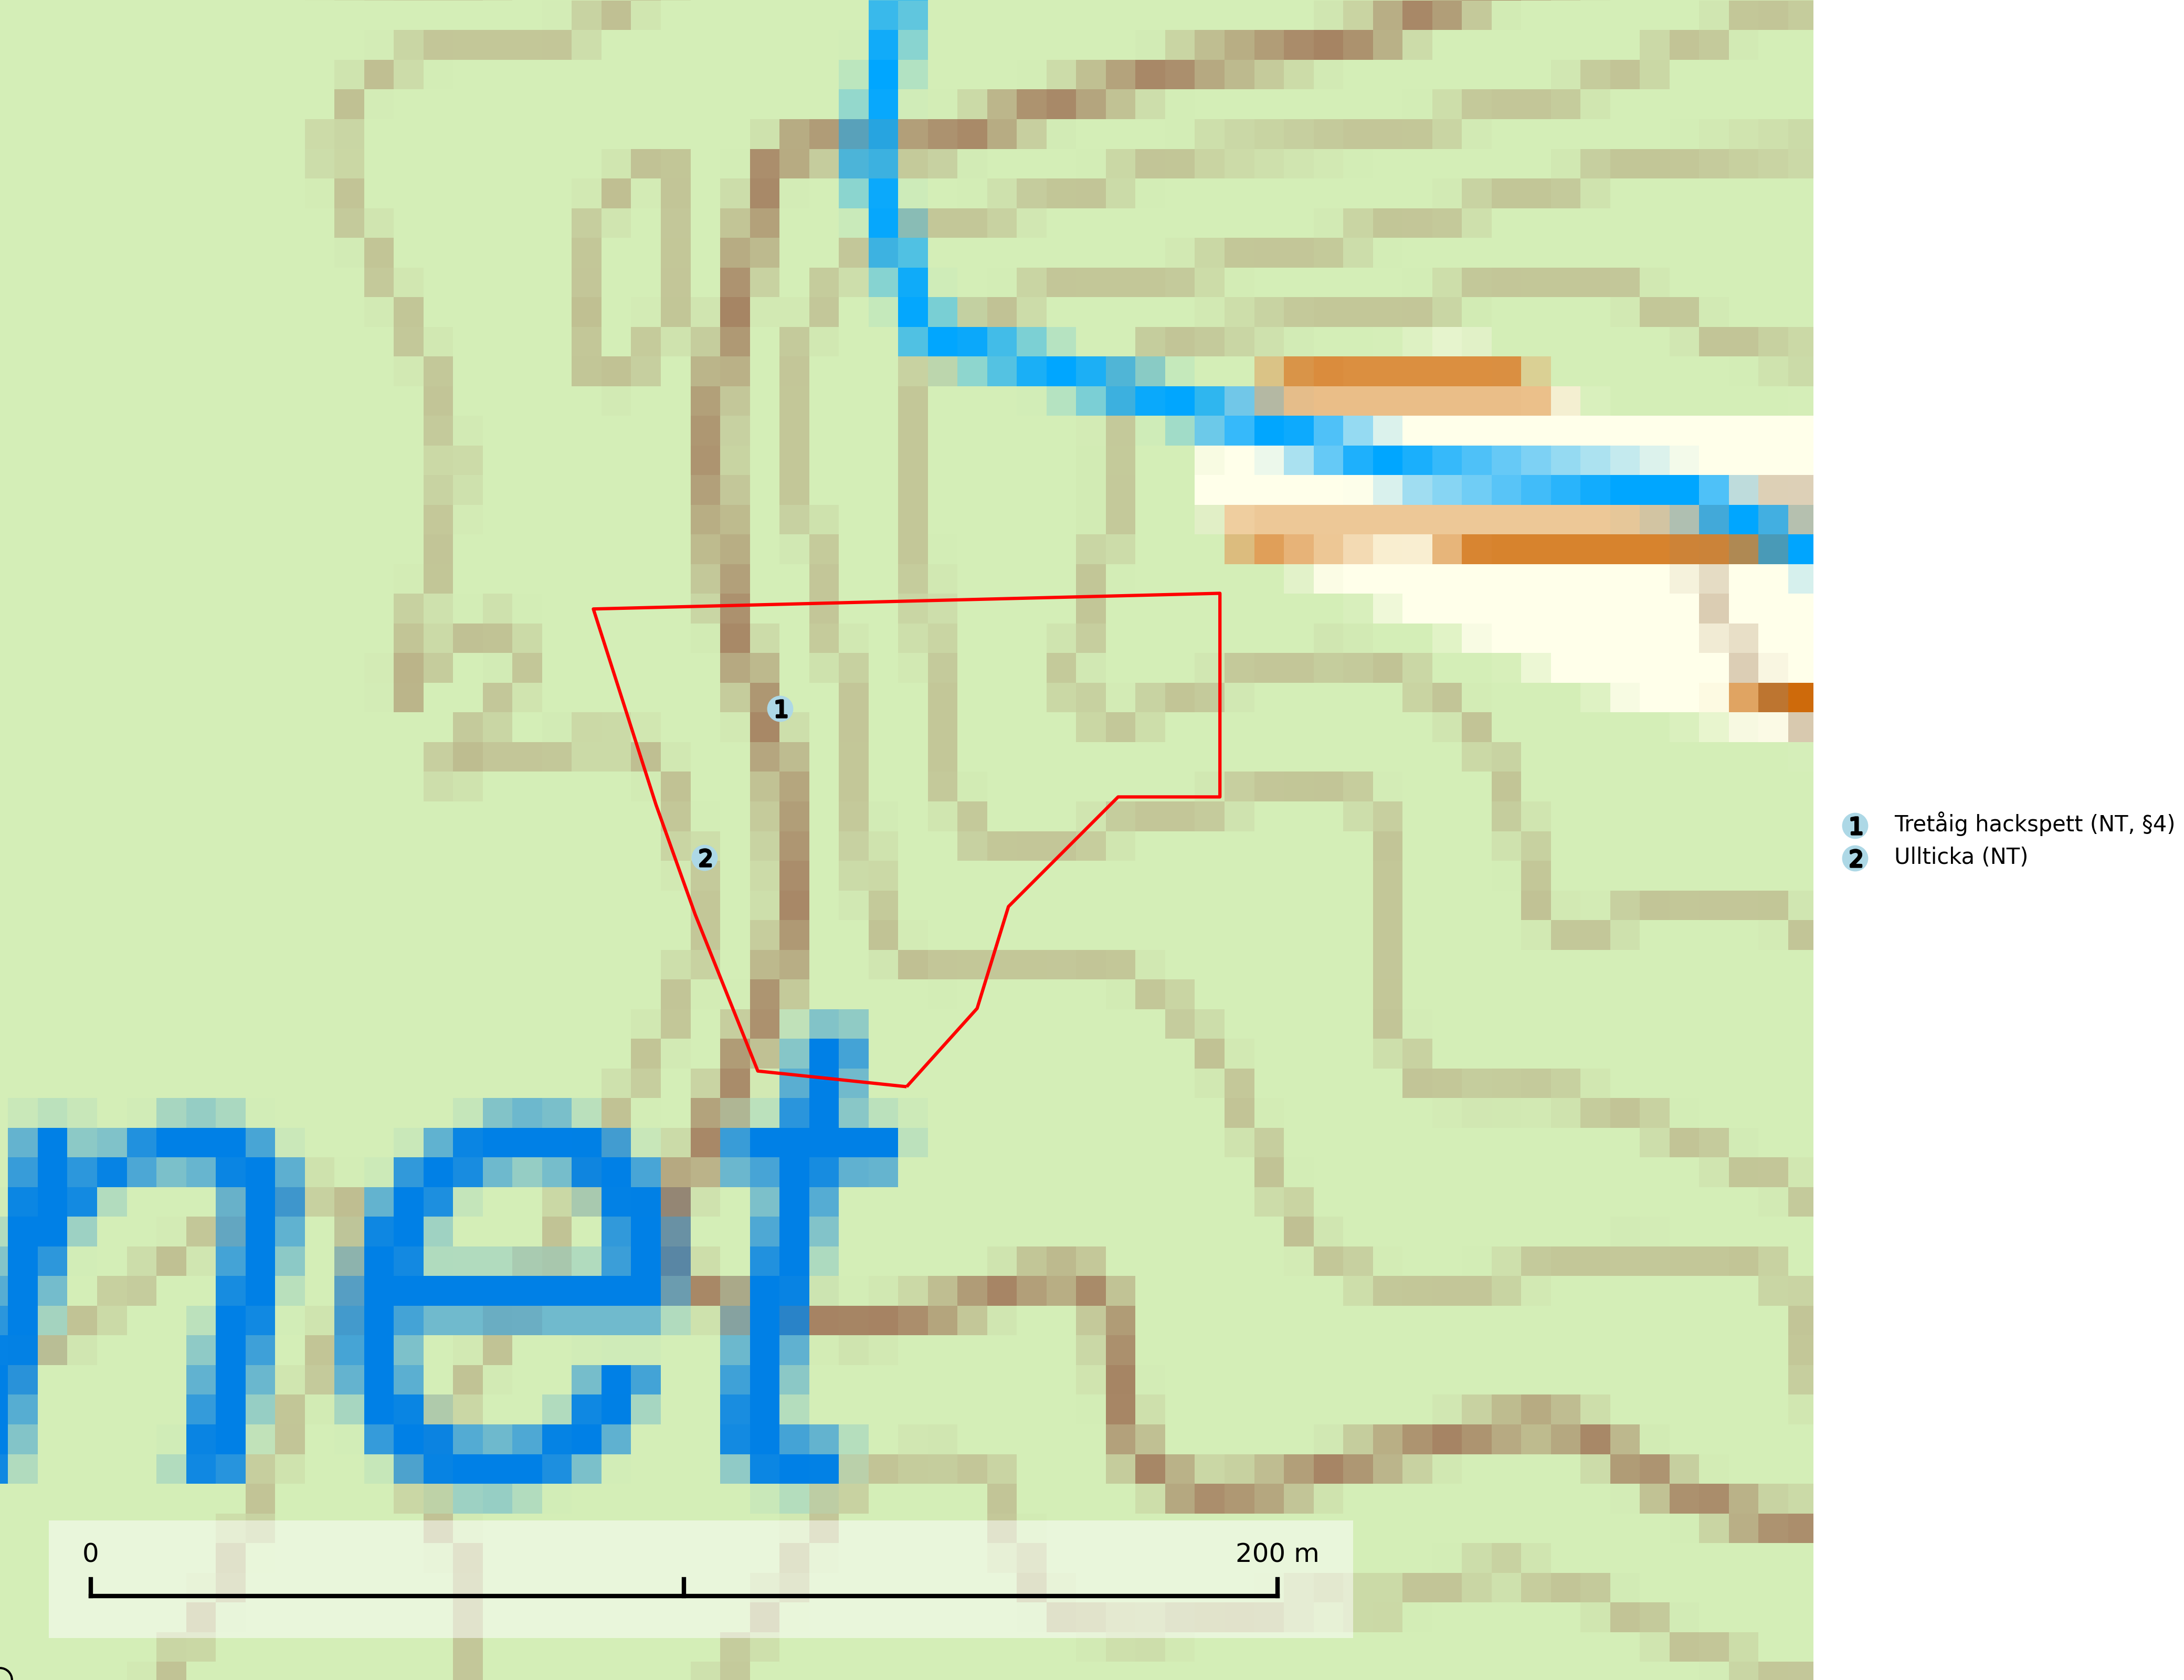 1
2
1 Tretåig hackspett (NT, §4)
2 Ullticka (NT)
net
0 200 m